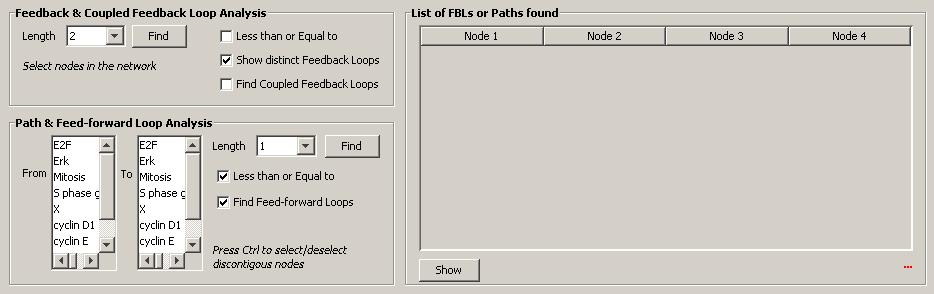 Feedback & Coupled Feedback Loop Analysis
Length 2 Find
Less than or Equal to
Select nodes in the network
Show distinct Feedback Loops
Find Coupled Feedback Loops
Path & Feed-forward Loop Analysis
From
E2F
Erk
Mitosis
S phase g
X
cyclin D1
cyclin E
To
E2F
Erk
Mitosis
S phase g
X
cyclin D1
cyclin E
Length 1 Find
Less than or Equal to
Find Feed-forward Loops
Press Ctrl to select/deselect
discontigous nodes
List of FBLs or Paths found
Node 1 Node 2 Node 3 Node 4
Show ...